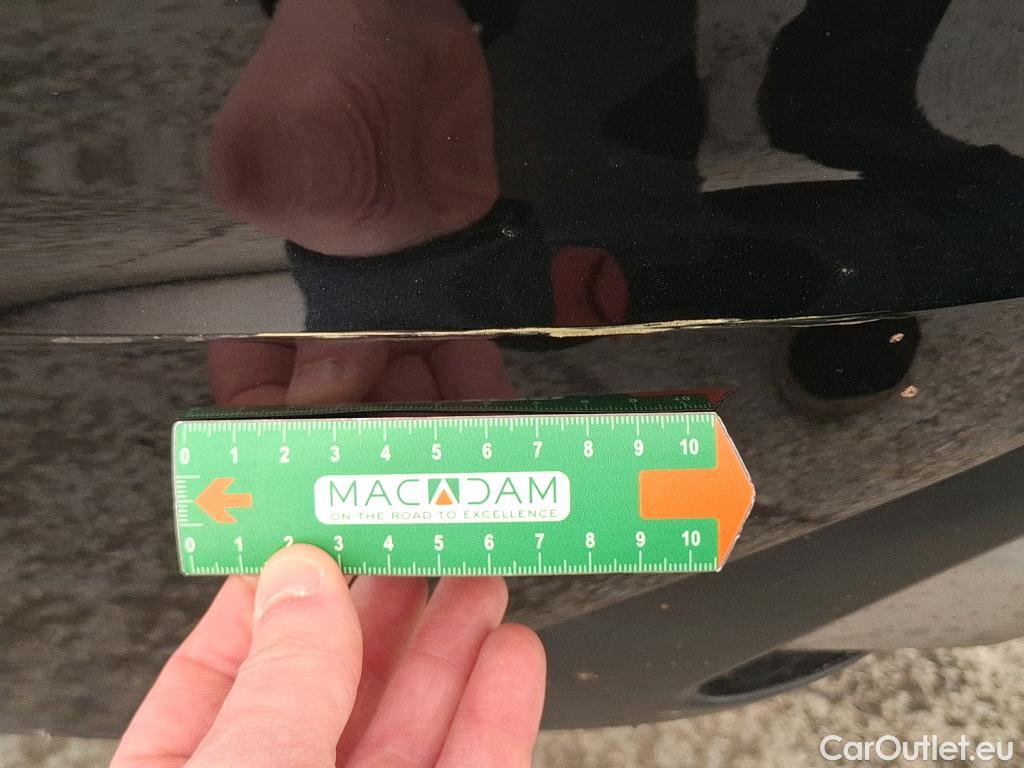 0 1 2 3 4 5 6 7 8 9 10
MACADAM
ON THE ROAD TO EXCELLENCE
0 1 2 3 4 5 6 7 8 9 10
CarOutlet.eu